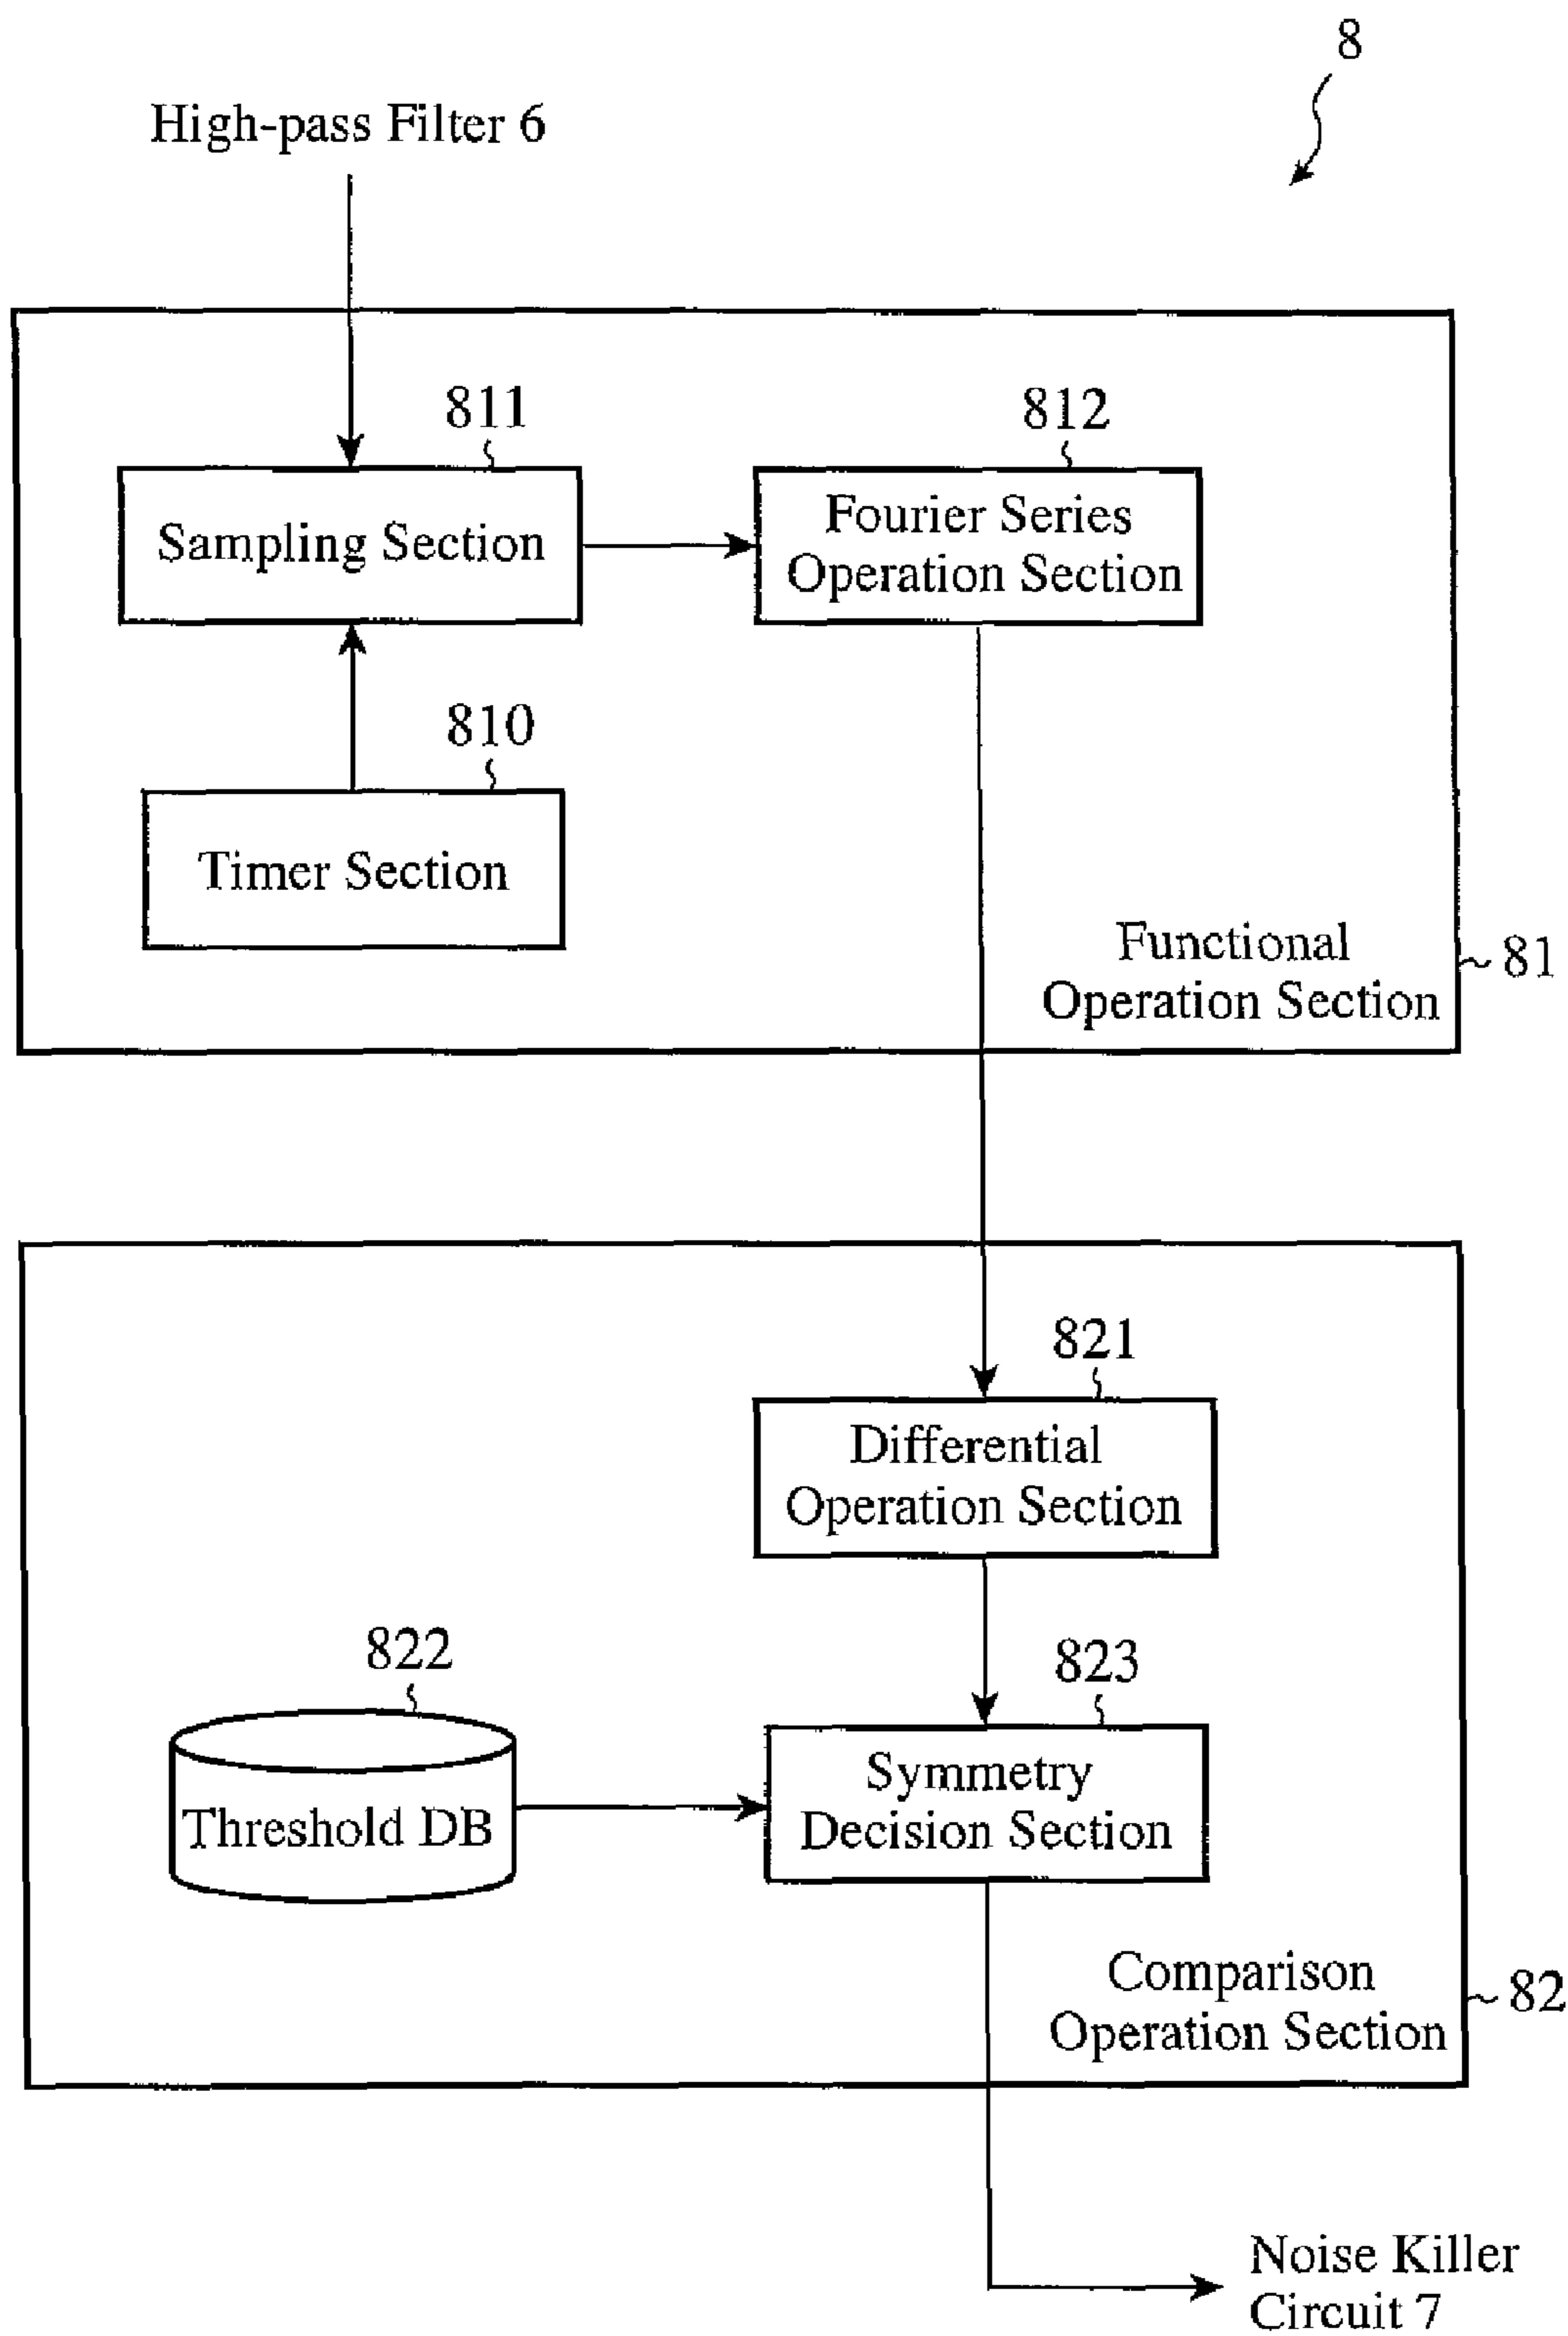 8
High-pass Filter 6
811
812
Sampling Section
Fourier Series
Operation Section
810
Timer Section
Functional
Operation Section
81
821
Differential
Operation Section
822
823
Threshold DB
Symmetry
Decision Section
Comparison
Operation Section
82
Noise Killer
Circuit 7